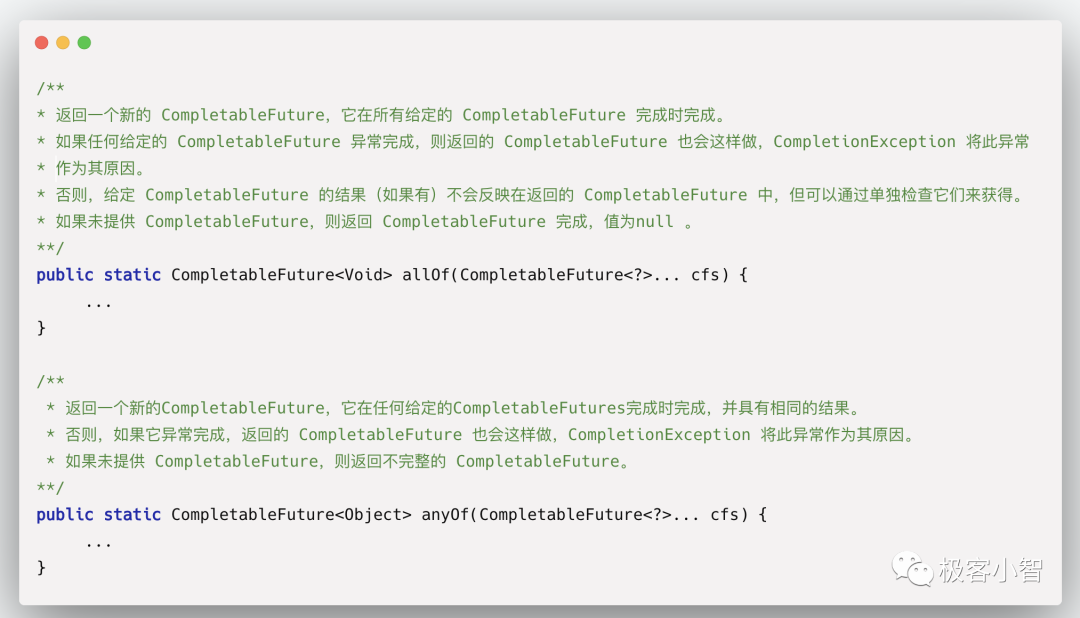 /**
* 返回一个新的 CompletableFuture，它在所有给定的 CompletableFuture 完成时完成。
* 如果任何给定的 CompletableFuture 异常完成，则返回的 CompletableFuture 也会这样做，CompletionException 将此异常
* 作为其原因。
* 否则，给定 CompletableFuture 的结果（如果有）不会反映在返回的 CompletableFuture 中，但可以通过单独检查它们来获得。
* 如果未提供 CompletableFuture，则返回 CompletableFuture 完成，值为null 。
**/
public static CompletableFuture<Void> allOf(CompletableFuture<?>... cfs) {
     ...
}
/**
 * 返回一个新的CompletableFuture，它在任何给定的CompletableFutures完成时完成，并具有相同的结果。
 * 否则，如果它异常完成，返回的 CompletableFuture 也会这样做，CompletionException 将此异常作为其原因。
 * 如果未提供 CompletableFuture，则返回不完整的 CompletableFuture。
**/
public static CompletableFuture<Object> anyOf(CompletableFuture<?>... cfs) {
     ...
}
极客小智